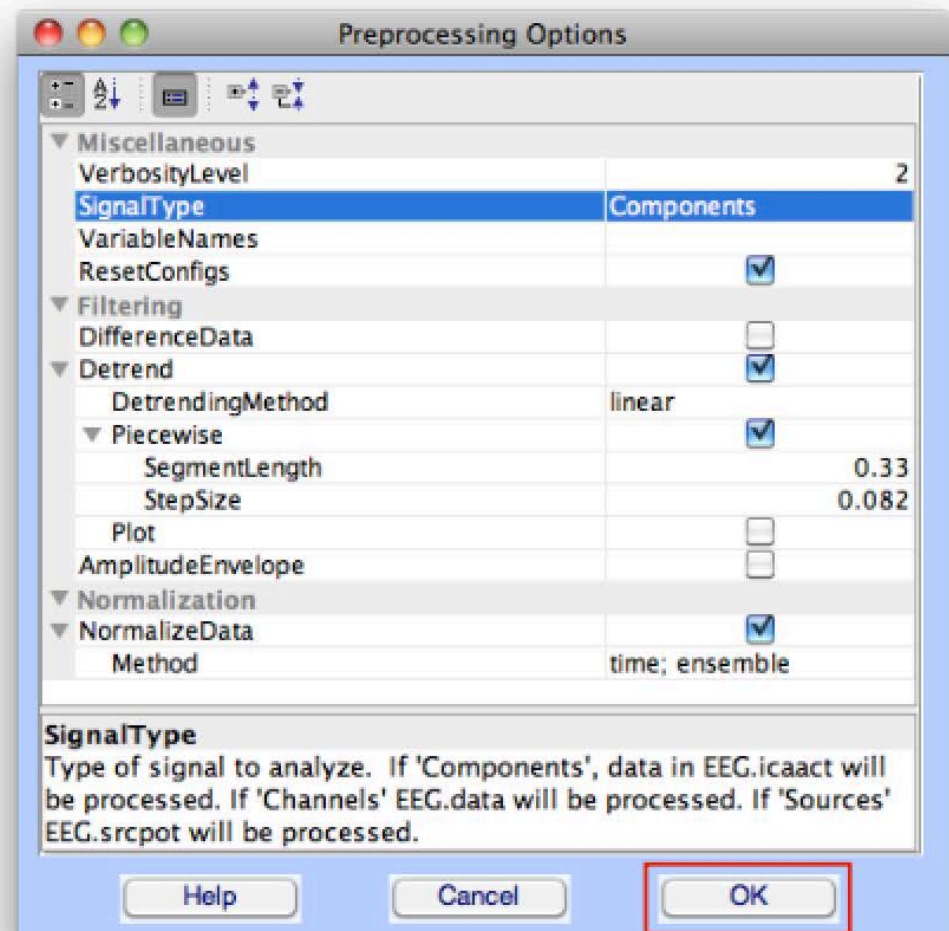 Preprocessing Options
Miscellaneous
VerbosityLevel 2
SignalType Components
VariableNames
ResetConfigs
Filtering
DifferenceData
Detrend
DetrendingMethod linear
Piecewise
SegmentLength 0.33
StepSize 0.082
Plot
AmplitudeEnvelope
Normalization
NormalizeData
Method time; ensemble
SignalType
Type of signal to analyze. If 'Components', data in EEG.icaact will
be processed. If 'Channels' EEG.data will be processed. If 'Sources'
EEG.srcpot will be processed.
Help Cancel OK